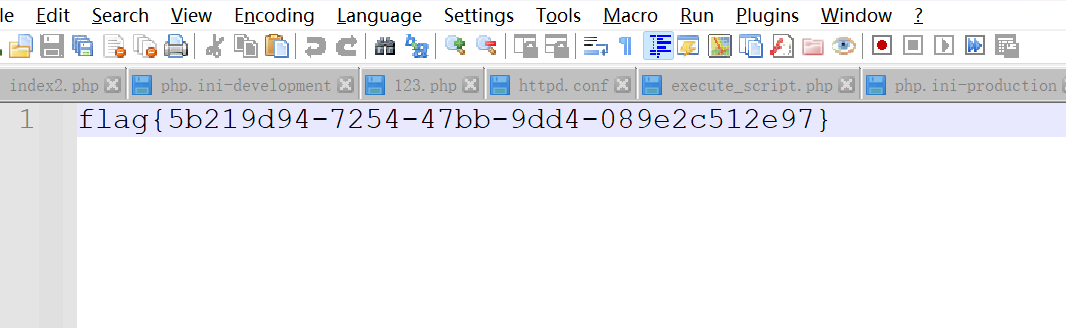 le Edit Search View Encoding Language Settings Tools Macro Run Plugins Window ?
index2.php php.ini-development 123.php httpd.conf execute_script.php php.ini-production
1 flag{5b219d94-7254-47bb-9dd4-089e2c512e97}